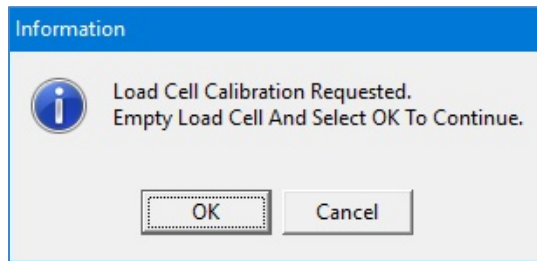 Information
Load Cell Calibration Requested.
Empty Load Cell And Select OK To Continue.
OK
Cancel